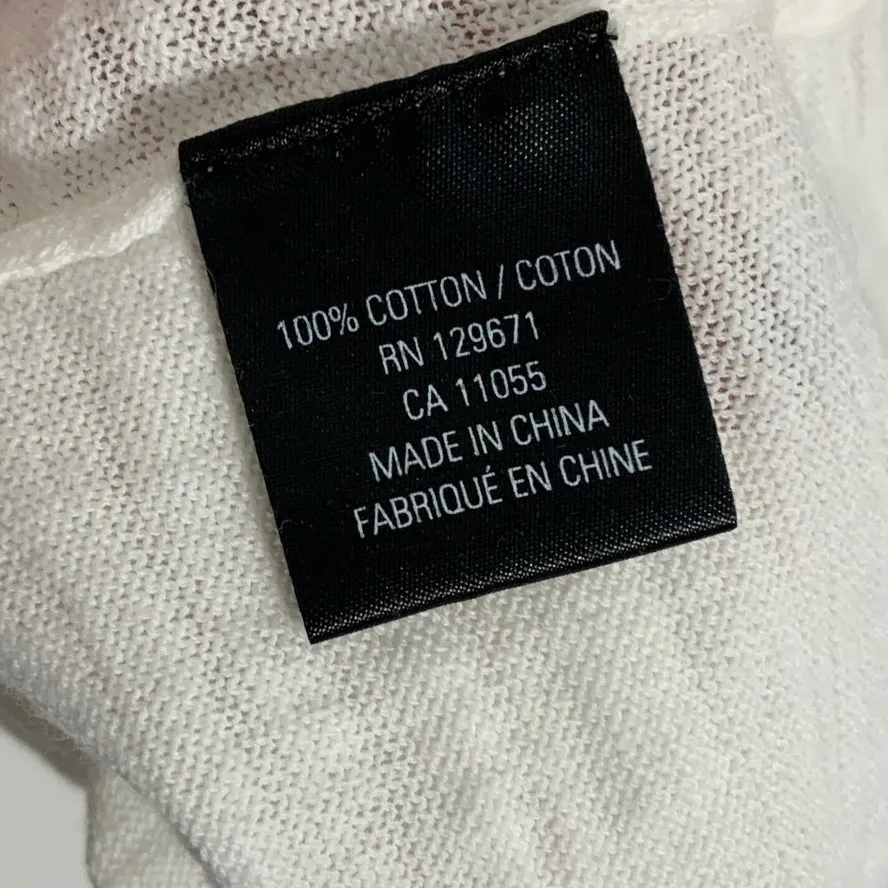 100% COTTON / COTON
RN 129671
CA 11055
MADE IN CHINA
FABRIQUÉ EN CHINE